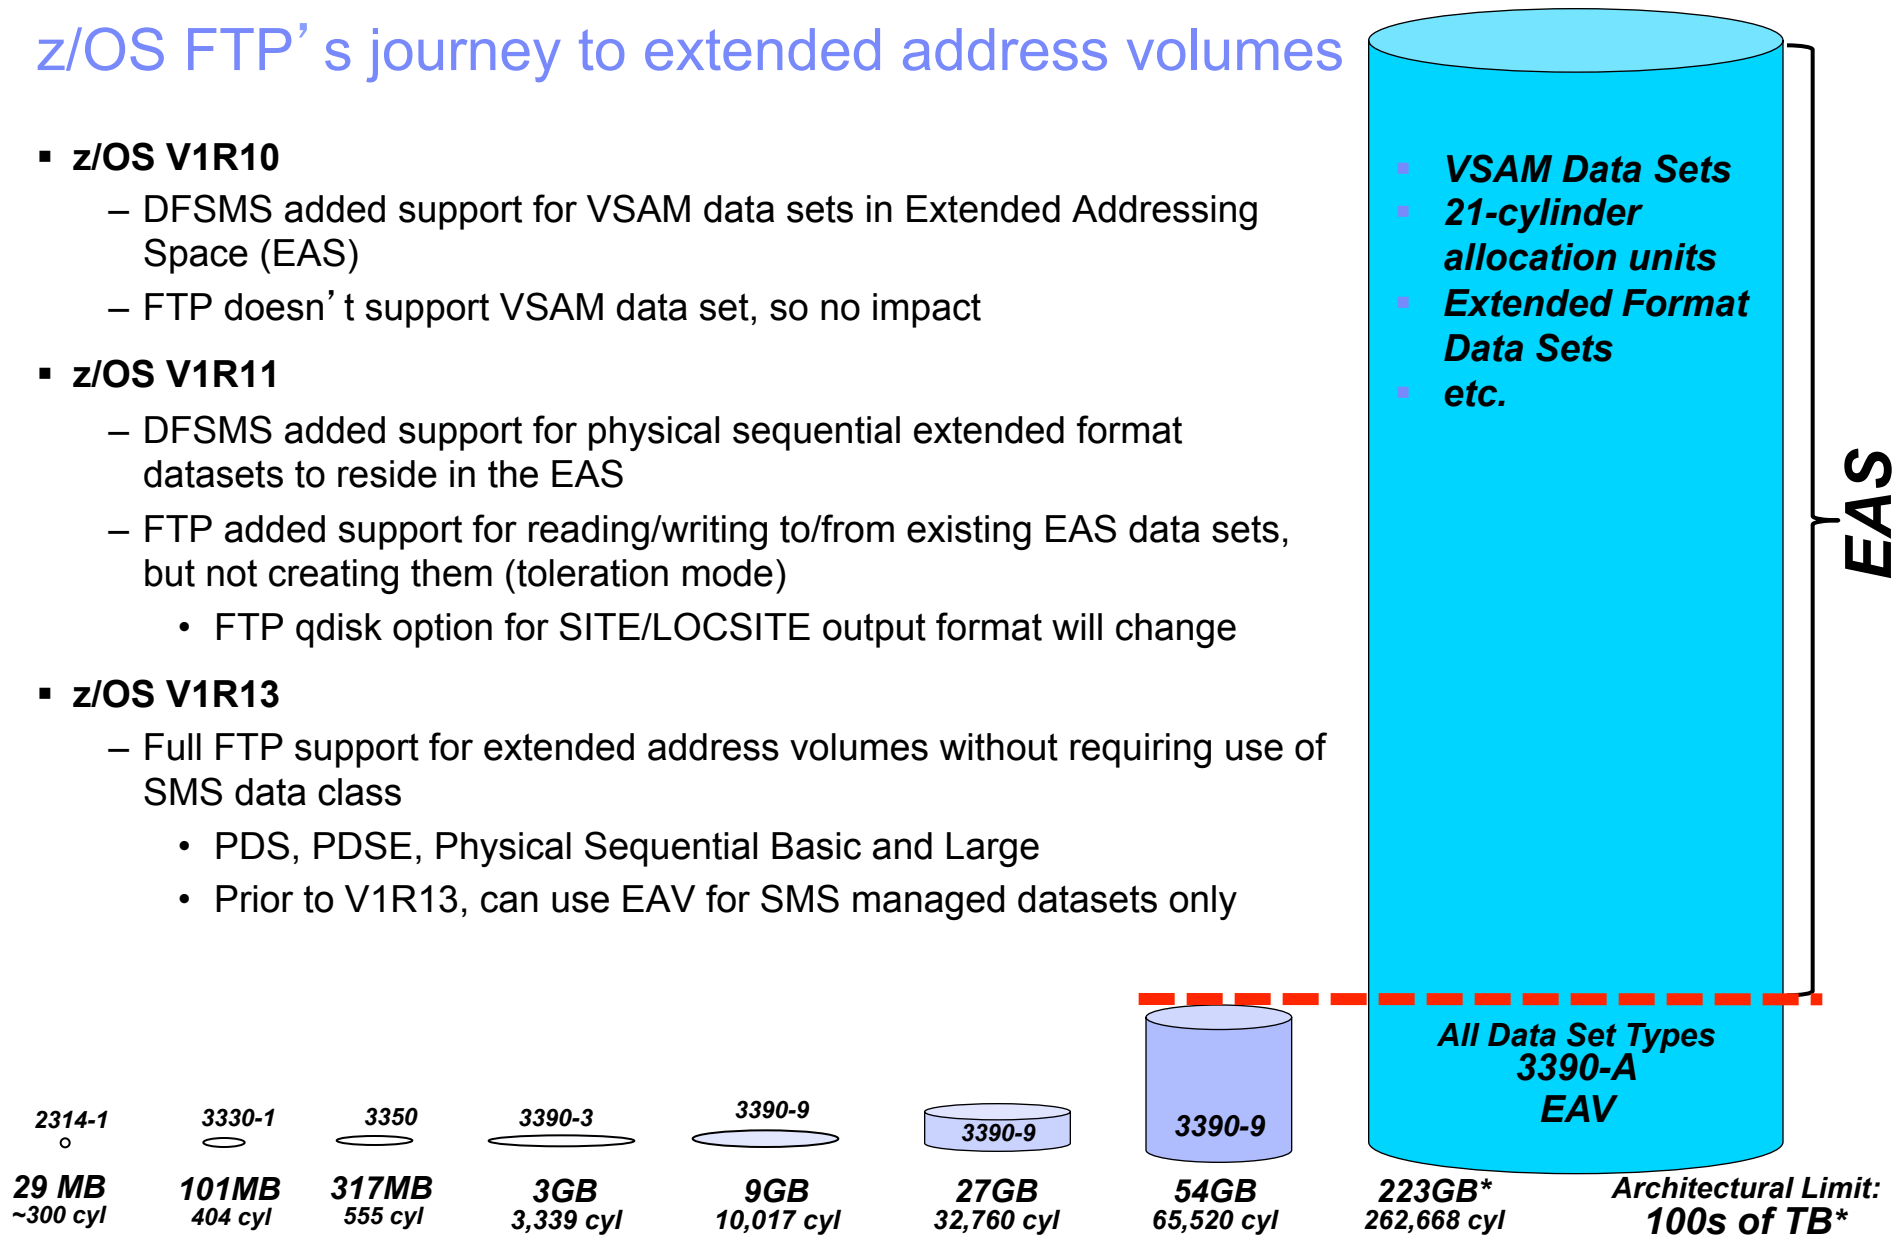 z/OS FTP’s journey to extended address volumes
▪ z/OS V1R10
– DFSMS added support for VSAM data sets in Extended Addressing
Space (EAS)
– FTP doesn’t support VSAM data set, so no impact
▪ z/OS V1R11
– DFSMS added support for physical sequential extended format
datasets to reside in the EAS
– FTP added support for reading/writing to/from existing EAS data sets,
but not creating them (toleration mode)
• FTP qdisk option for SITE/LOCSITE output format will change
▪ z/OS V1R13
– Full FTP support for extended address volumes without requiring use of
SMS data class
• PDS, PDSE, Physical Sequential Basic and Large
• Prior to V1R13, can use EAV for SMS managed datasets only
▪ VSAM Data Sets
▪ 21-cylinder
allocation units
▪ Extended Format
Data Sets
▪ etc.
EAS
All Data Set Types
3390-A
EAV
2314-1
29 MB
~300 cyl
3330-1
101MB
404 cyl
3350
317MB
555 cyl
3390-3
3GB
3,339 cyl
3390-9
9GB
10,017 cyl
3390-9
27GB
32,760 cyl
3390-9
54GB
65,520 cyl
223GB*
262,668 cyl
Architectural Limit:
100s of TB*